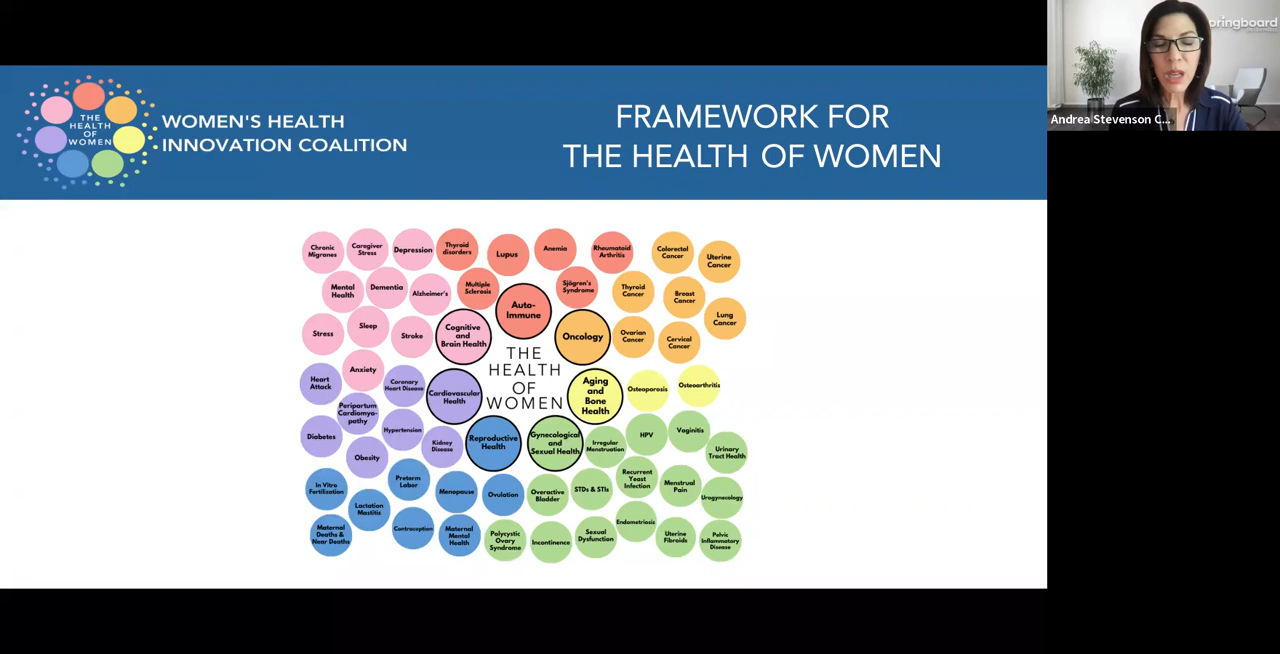 THE
HEALTH
OF
WOMEN
WOMEN'S HEALTH
INNOVATION COALITION
FRAMEWORK FOR
THE HEALTH OF WOMEN
Andrea Stevenson C...
Chronic
Migranes
Caregiver
Stress
Depression
Thyroid
disorders
Lupus
Anemia
Rheumatoid
Arthritis
Colorectal
Cancer
Uterine
Cancer
Mental
Health
Dementia
Alzheimer's
Multiple
Sclerosis
Sjögren's
Syndrome
Thyroid
Cancer
Breast
Cancer
Lung
Cancer
Stress
Sleep
Stroke
Cognitive
and
Brain Health
Auto-
Immune
Oncology
Ovarian
Cancer
Cervical
Cancer
THE
HEALTH
OF
WOMEN
Heart
Attack
Anxiety
Coronary
Heart Disease
Cardiovascular
Health
Aging
and
Bone
Health
Osteoporosis
Osteoarthritis
Peripartum
Cardiomyo-
pathy
Diabetes
Hypertension
Obesity
Kidney
Disease
Reproductive
Health
Gynecological
and
Sexual Health
Irregular
Menstruation
HPV
Vaginitis
Urinary
Tract Health
In Vitro
Fertilization
Preterm
Labor
Menopause
Ovulation
Overactive
Bladder
STDs & STIs
Recurrent
Yeast
Infection
Menstrual
Pain
Urogynecology
Lactation
Mastitis
Maternal
Deaths &
Near Deaths
Contraception
Maternal
Mental
Health
Polycystic
Ovary
Syndrome
Incontinence
Sexual
Dysfunction
Endometriosis
Uterine
Fibroids
Pelvic
Inflammatory
Disease